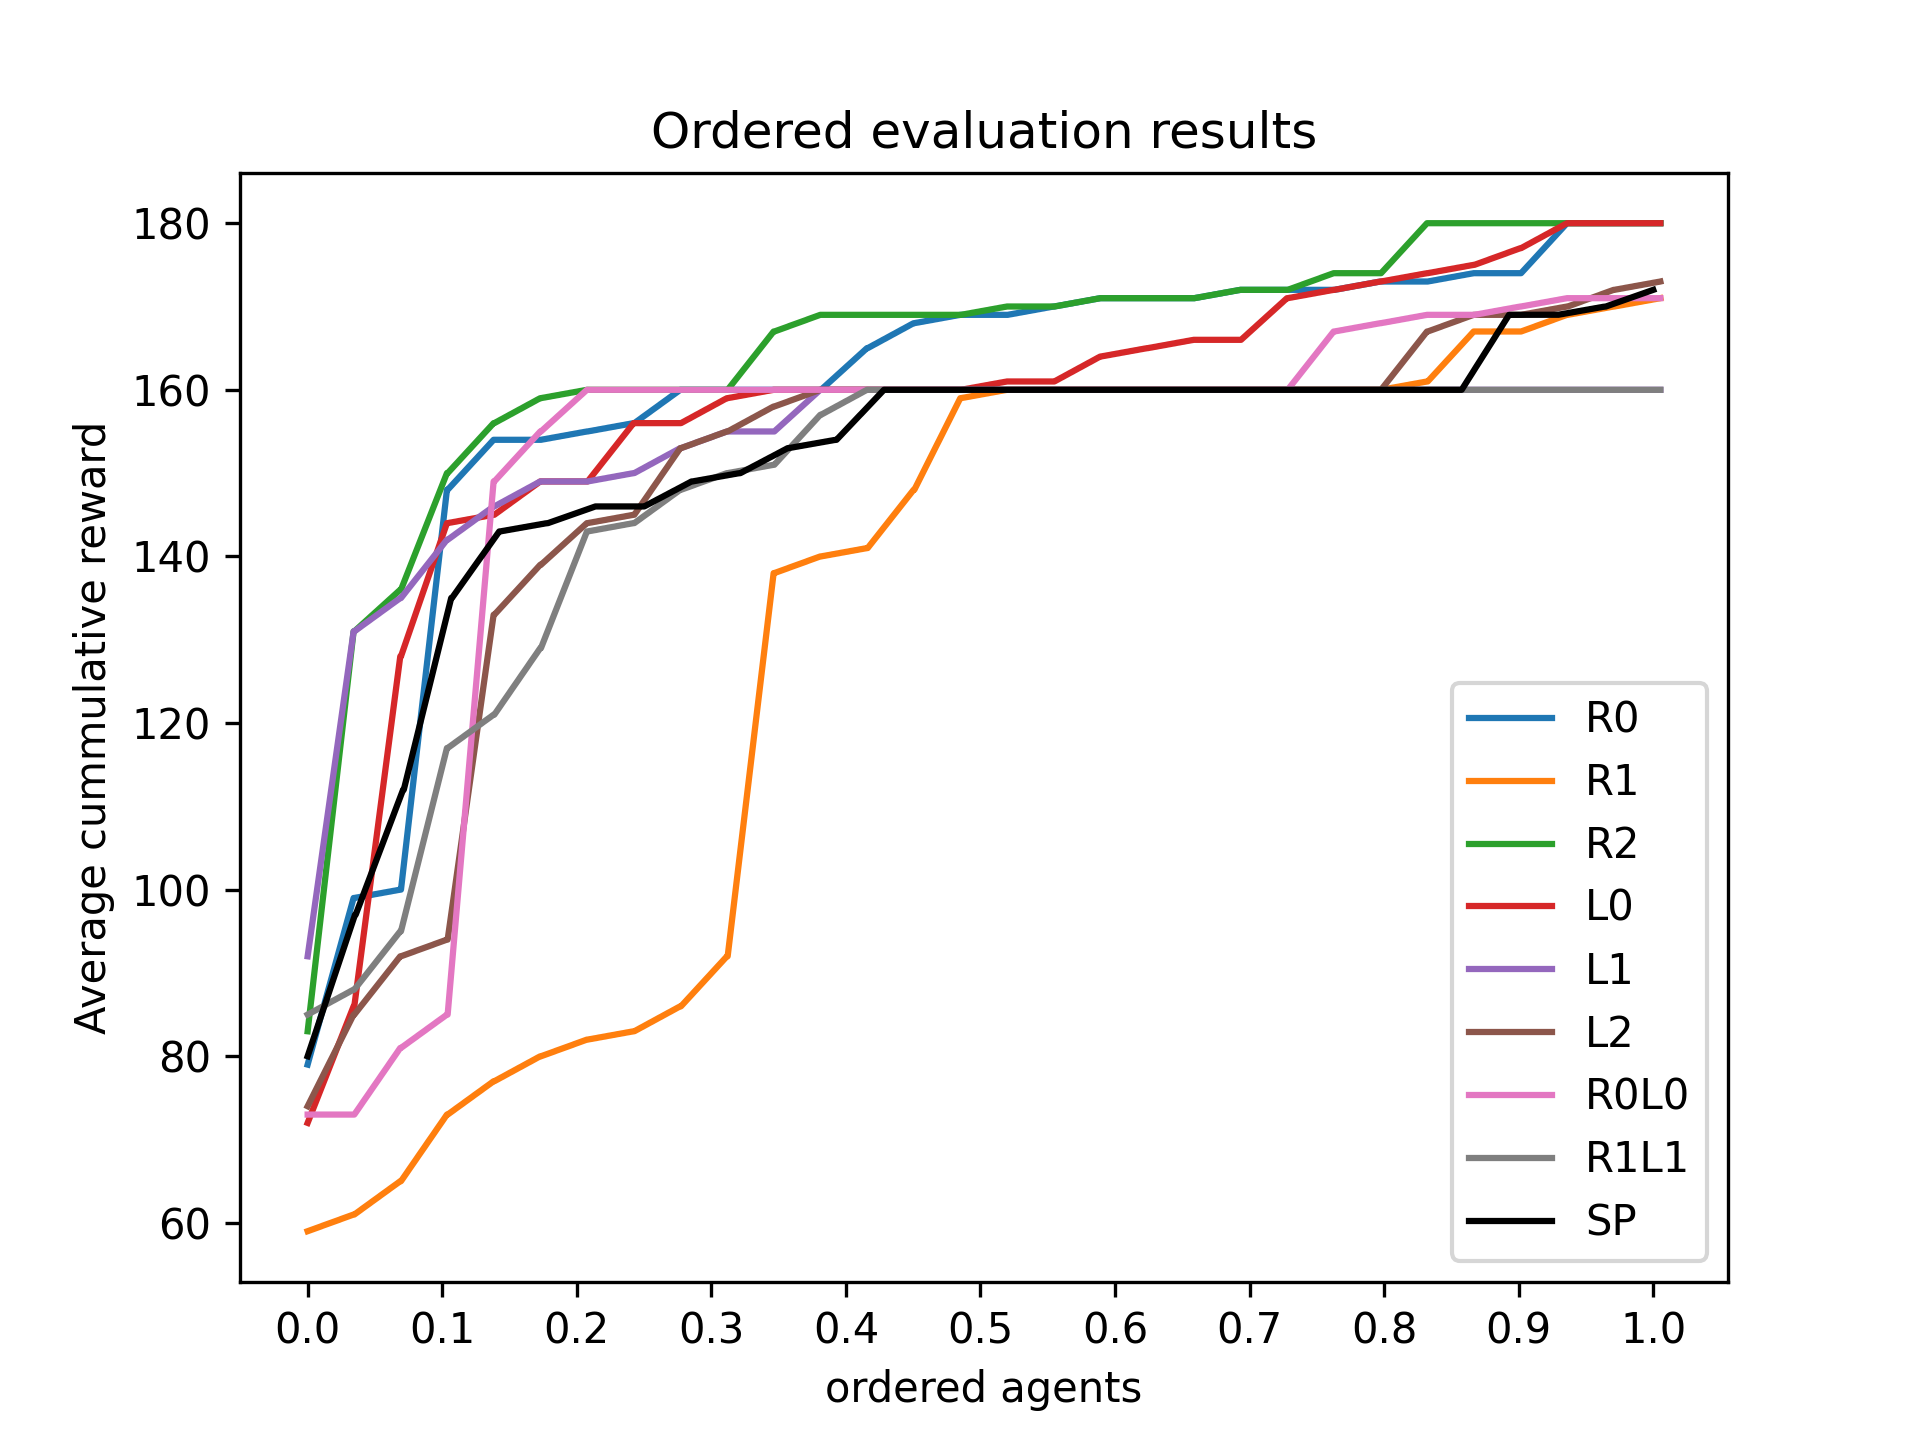 Ordered evaluation results
Average cummulative reward
180
160
140
120
100
80
60
0.0 0.1 0.2 0.3 0.4 0.5 0.6 0.7 0.8 0.9 1.0
ordered agents
R0
R1
R2
L0
L1
L2
R0L0
R1L1
SP